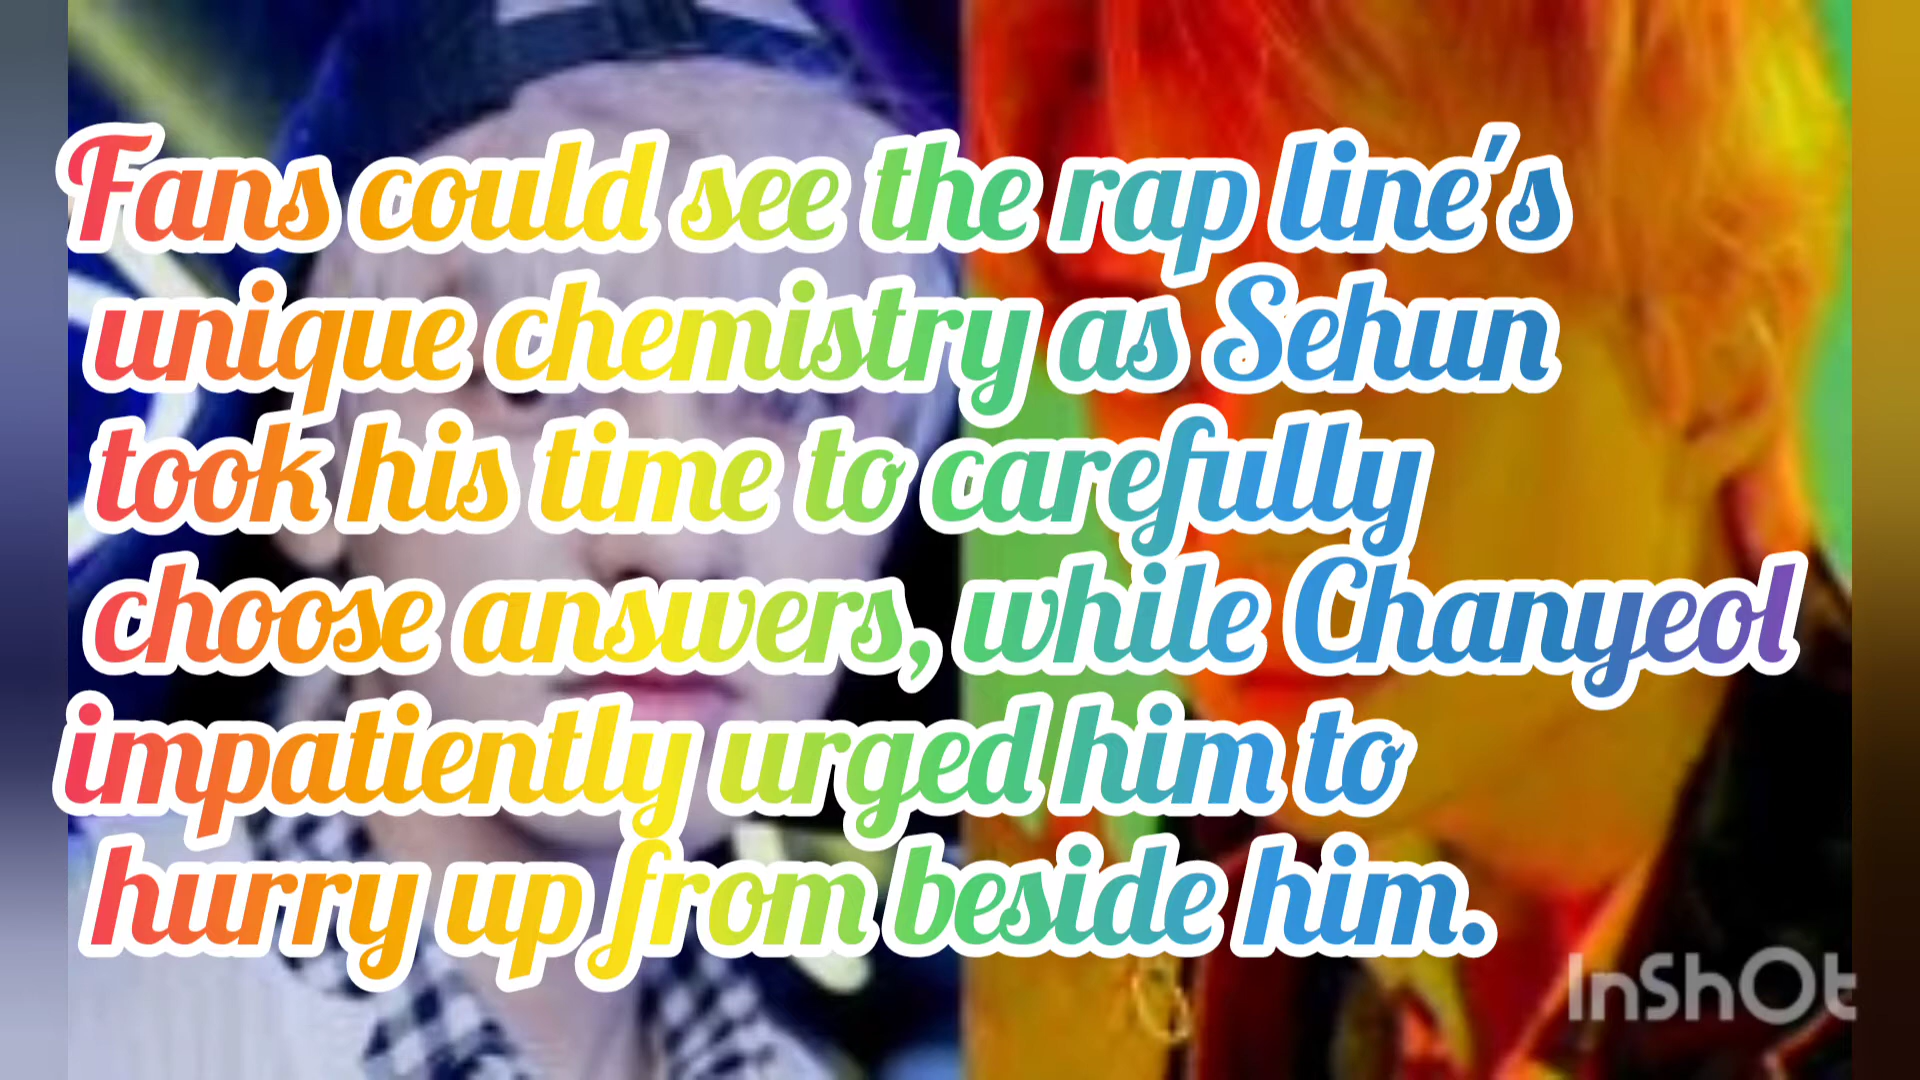 Fans could see the rap line's
unique chemistry as Sehun
took his time to carefully
choose answers, while Chanyeol
impatiently urged him to
hurry up from beside him.
InShOt